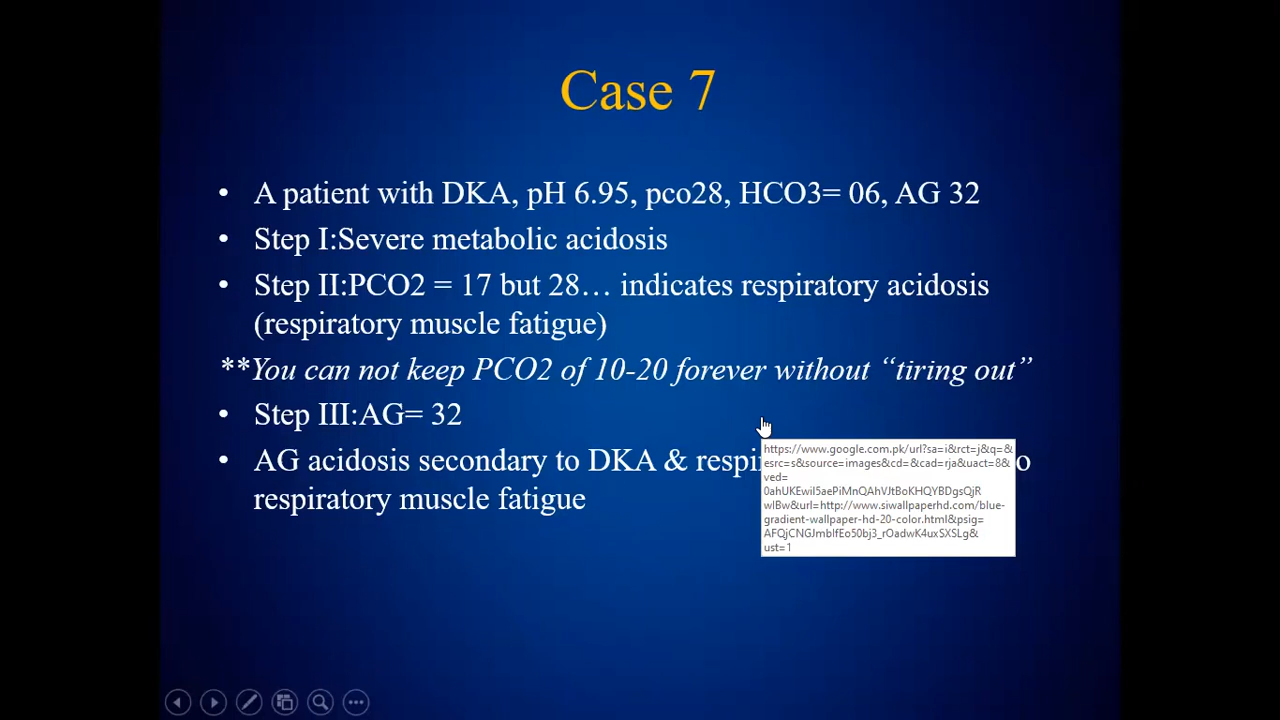 Case 7
• A patient with DKA, pH 6.95, pco28, HCO3= 06, AG 32
• Step I:Severe metabolic acidosis
• Step II:PCO2 = 17 but 28… indicates respiratory acidosis
(respiratory muscle fatigue)
**You can not keep PCO2 of 10-20 forever without “tiring out”
• Step III:AG= 32
• AG acidosis secondary to DKA & o
respiratory muscle fatigue
https://www.google.com.pk/url?sa=i&rct=j&q=&
esrc=s&source=images&cd=&cad=rja&uact=8&
ved=
wlBw&url=http://www.siwallpaperhd.com/blue-
gradient-wallpaper-hd-20-color.html&psig=
ust=1